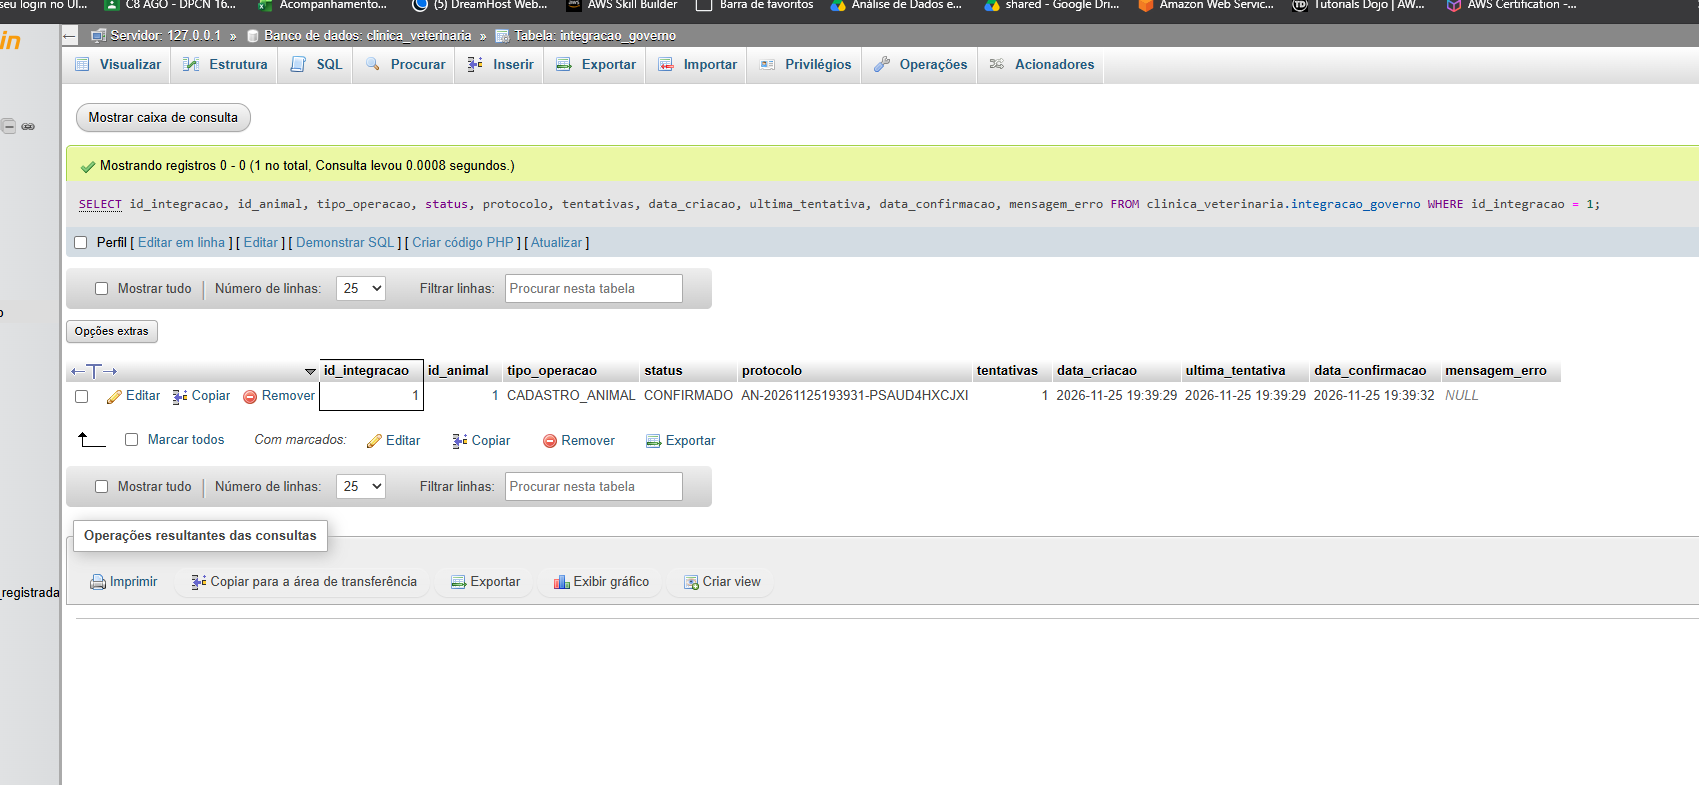 seu login no UI... C8 AGO - DPCN 16... Acompanhamento... (5) DreamHost Web... AWS Skill Builder Barra de favoritos Análise de Dados e... shared - Google Dri... Amazon Web Servic... Tutorials Dojo | AW... AWS Certification -...
in
Servidor: 127.0.0.1 » Banco de dados: clinica_veterinaria » Tabela: integracao_governo
Visualizar Estrutura SQL Procurar Inserir Exportar Importar Privilégios Operações Acionadores
Mostrar caixa de consulta
Mostrando registros 0 - 0 (1 no total, Consulta levou 0.0008 segundos.)
SELECT id_integracao, id_animal, tipo_operacao, status, protocolo, tentativas, data_criacao, ultima_tentativa, data_confirmacao, mensagem_erro FROM clinica_veterinaria.integracao_governo WHERE id_integracao = 1;
Perfil [ Editar em linha ] [ Editar ] [ Demonstrar SQL ] [ Criar código PHP ] [ Atualizar ]
Mostrar tudo Número de linhas: 25 Filtrar linhas: Procurar nesta tabela
o
Opções extras
id_integracao id_animal tipo_operacao status protocolo tentativas data_criacao ultima_tentativa data_confirmacao mensagem_erro
Editar Copiar Remover 1 1 CADASTRO_ANIMAL CONFIRMADO AN-20261125193931-PSAUD4HXCJXI 1 2026-11-25 19:39:29 2026-11-25 19:39:29 2026-11-25 19:39:32 NULL
Marcar todos Com marcados: Editar Copiar Remover Exportar
Mostrar tudo Número de linhas: 25 Filtrar linhas: Procurar nesta tabela
Operações resultantes das consultas
Imprimir Copiar para a área de transferência Exportar Exibir gráfico Criar view
_registrada